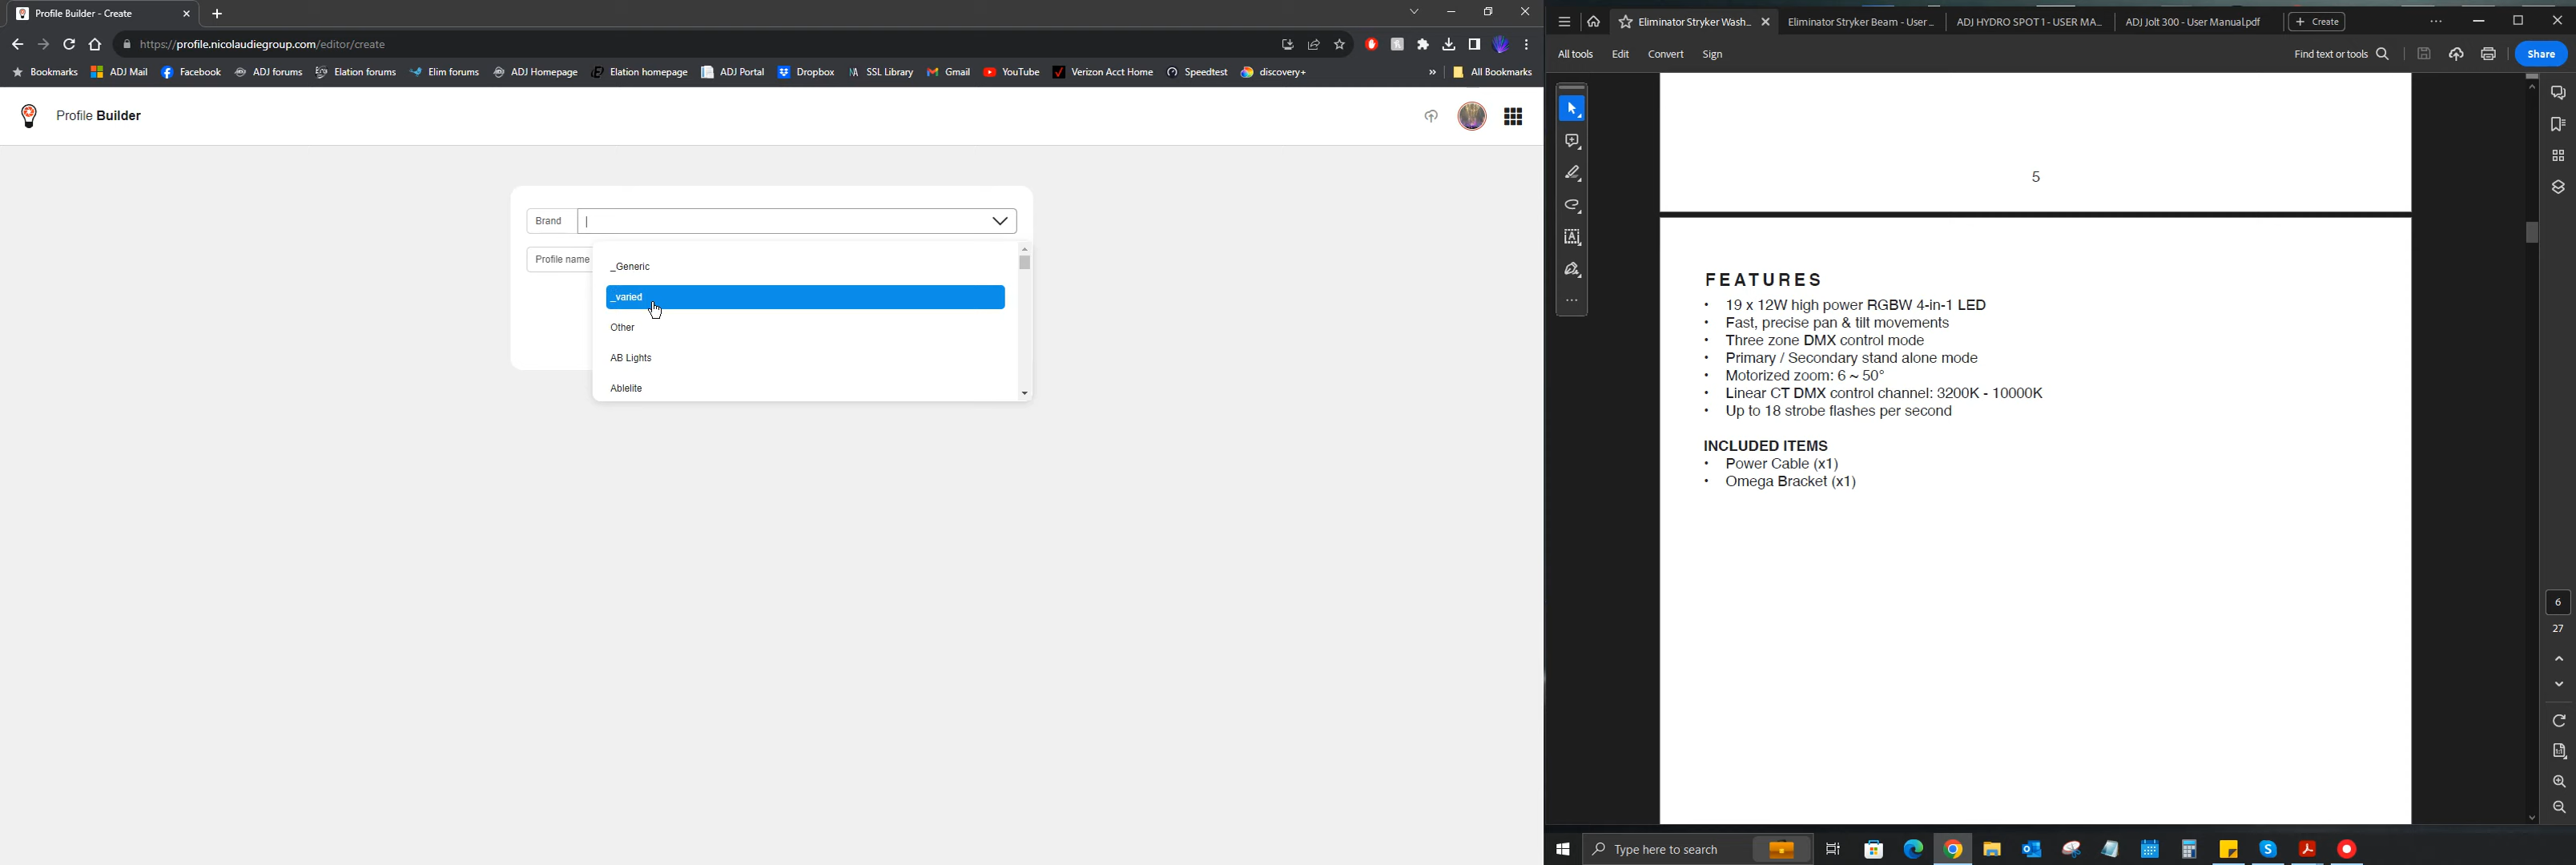 Profile Builder - Create
https://profile.nicolaudiegroup.com/editor/create
Bookmarks
ADJ Mail
Facebook
ADJ forums
Elation forums
Elim forums
ADJ Homepage
Elation homepage
ADJ Portal
Dropbox
SSL Library
Gmail
YouTube
Verizon Acct Home
Speedtest
discovery+
»
All Bookmarks
Profile Builder
Brand
Profile name
_Generic
_varied
Other
AB Lights
Ablelite
Eliminator Stryker Wash...
Eliminator Stryker Beam - User ...
ADJ HYDRO SPOT 1 - USER MA...
ADJ Jolt 300 - User Manual.pdf
+ Create
All tools
Edit
Convert
Sign
Find text or tools
Share
5
FEATURES
• 19 x 12W high power RGBW 4-in-1 LED
• Fast, precise pan & tilt movements
• Three zone DMX control mode
• Primary / Secondary stand alone mode
• Motorized zoom: 6 ~ 50°
• Linear CT DMX control channel: 3200K - 10000K
• Up to 18 strobe flashes per second
INCLUDED ITEMS
• Power Cable (x1)
• Omega Bracket (x1)
6
27
Type here to search